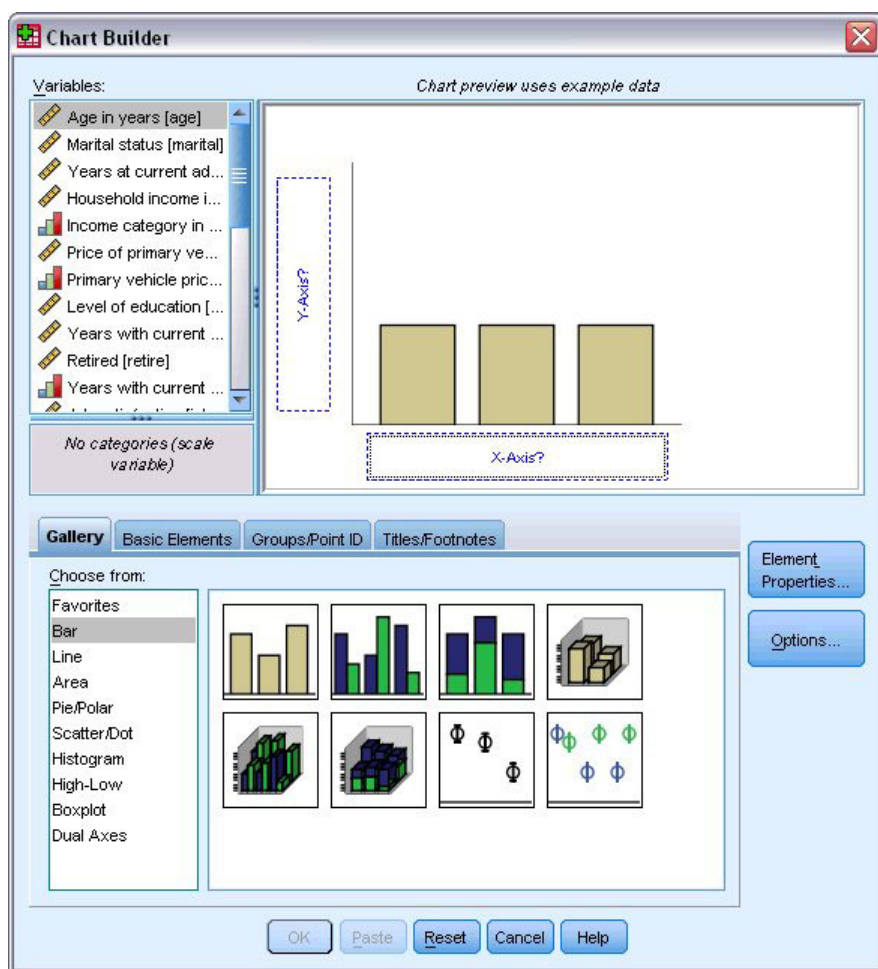 Chart Builder
Variables:
Chart preview uses example data
Age in years [age]
Marital status [marital]
Years at current ad...
Household income i...
Income category in ...
Price of primary ve...
Primary vehicle pric...
Level of education [...
Years with current ...
Retired [retire]
Years with current ...
No categories (scale
variable)
Y-Axis?
X-Axis?
Gallery
Basic Elements
Groups/Point ID
Titles/Footnotes
Choose from:
Favorites
Bar
Line
Area
Pie/Polar
Scatter/Dot
Histogram
High-Low
Boxplot
Dual Axes
Element
Properties...
Options...
OK
Paste
Reset
Cancel
Help